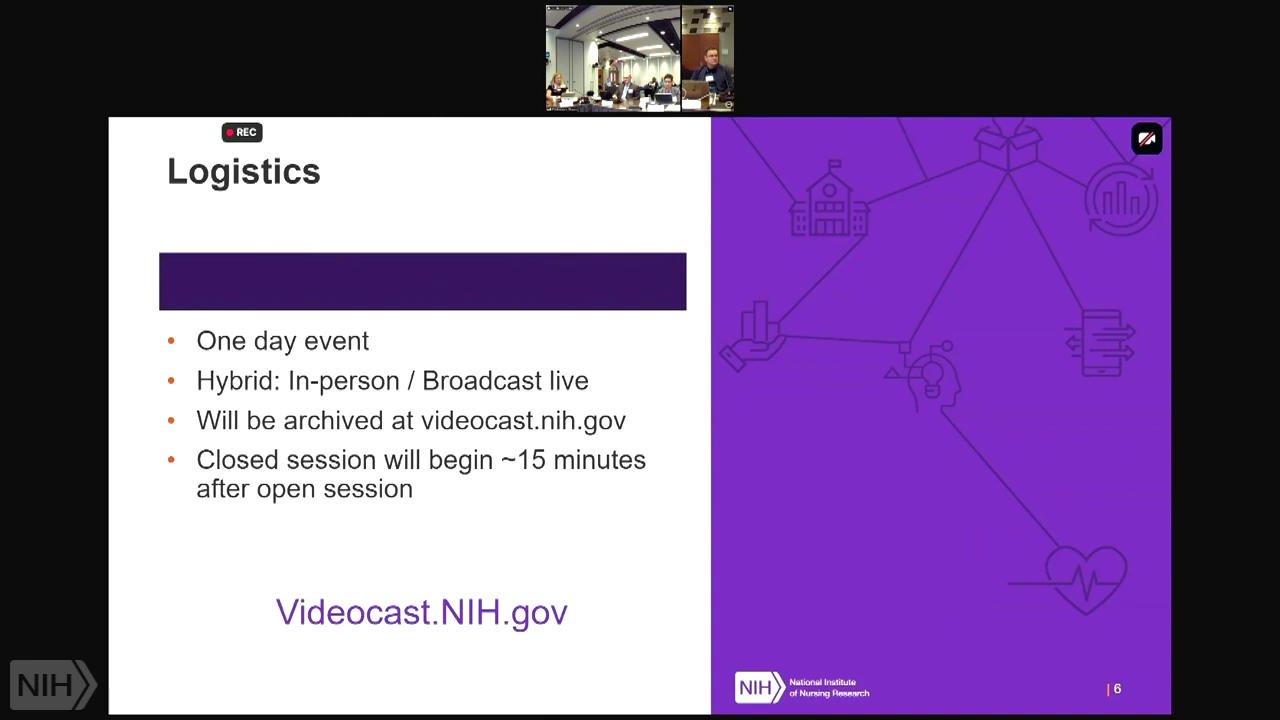 REC
Logistics
• One day event
• Hybrid: In-person / Broadcast live
• Will be archived at videocast.nih.gov
• Closed session will begin ~15 minutes
after open session
Videocast.NIH.gov
NIH
NIH
National Institute
of Nursing Research
| 6